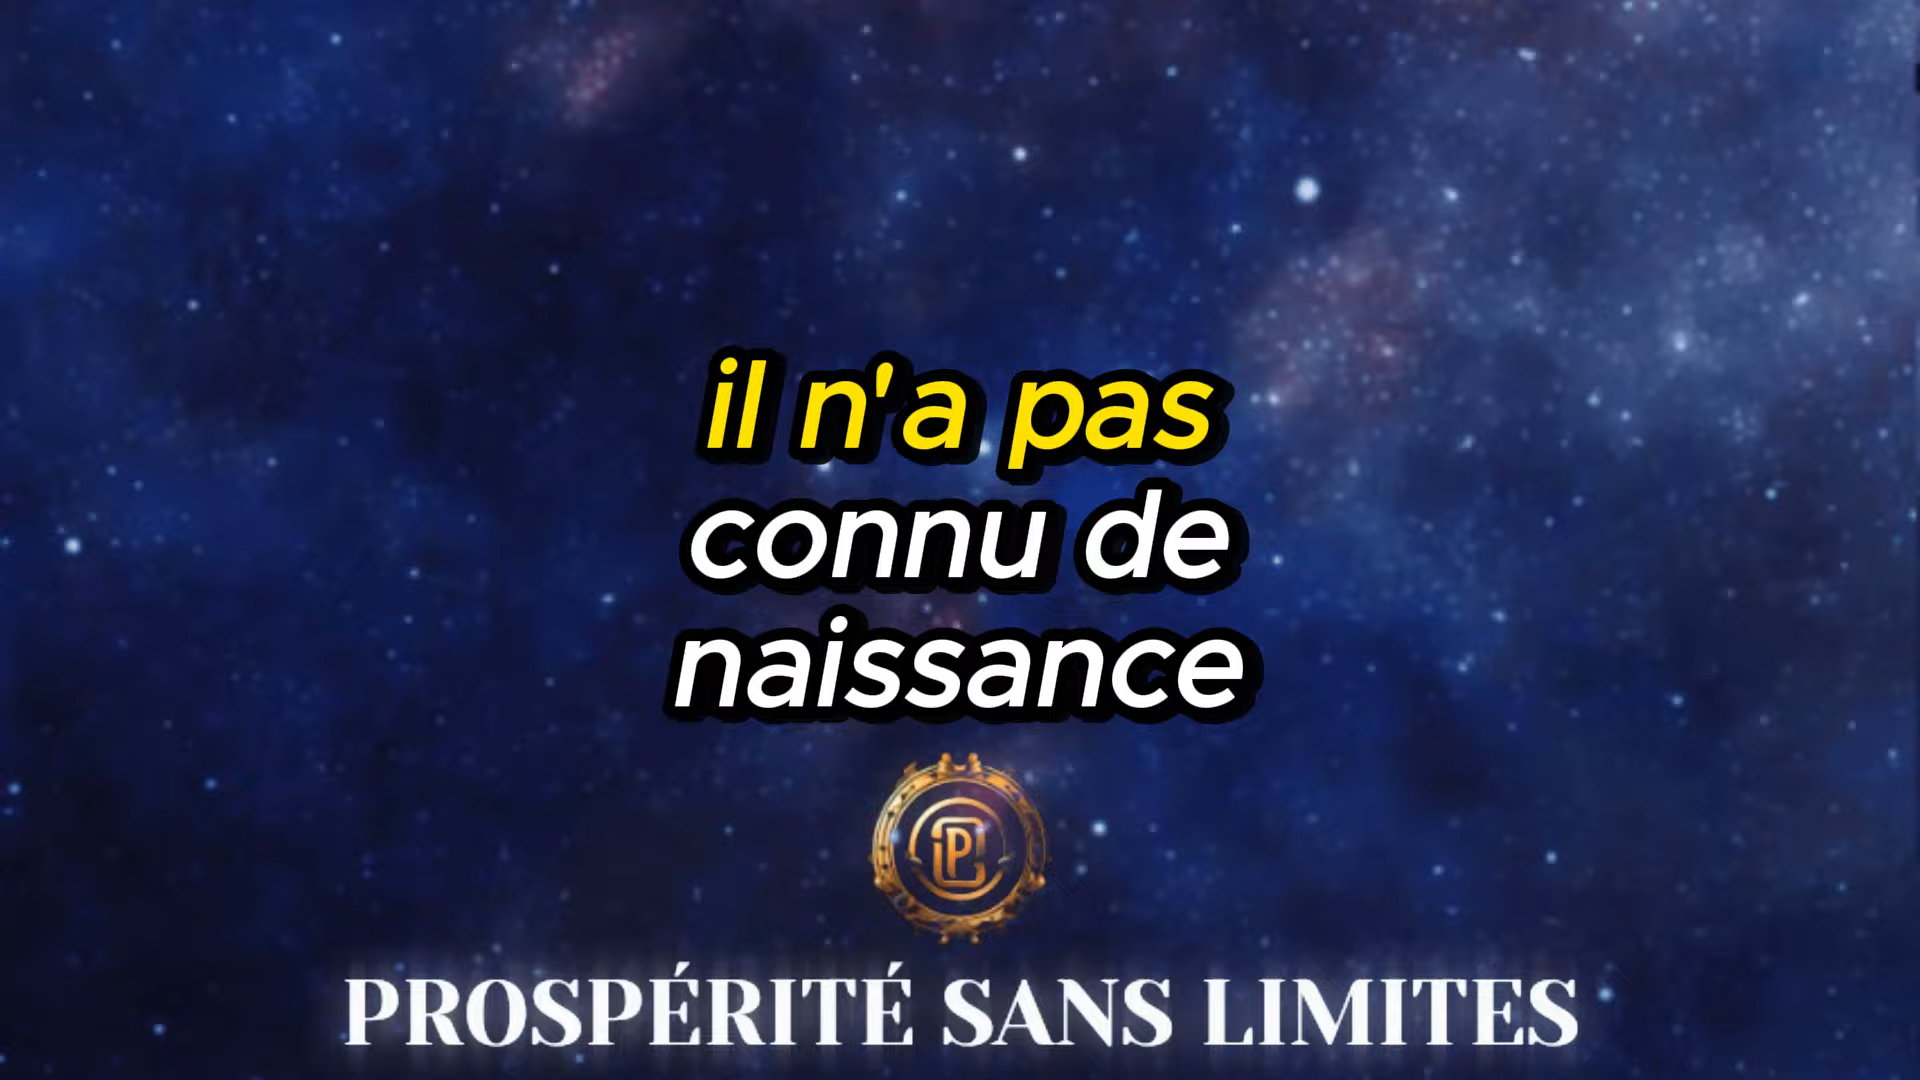 il n'a pas
connu de
naissance
P
PROSPÉRITÉ SANS LIMITES